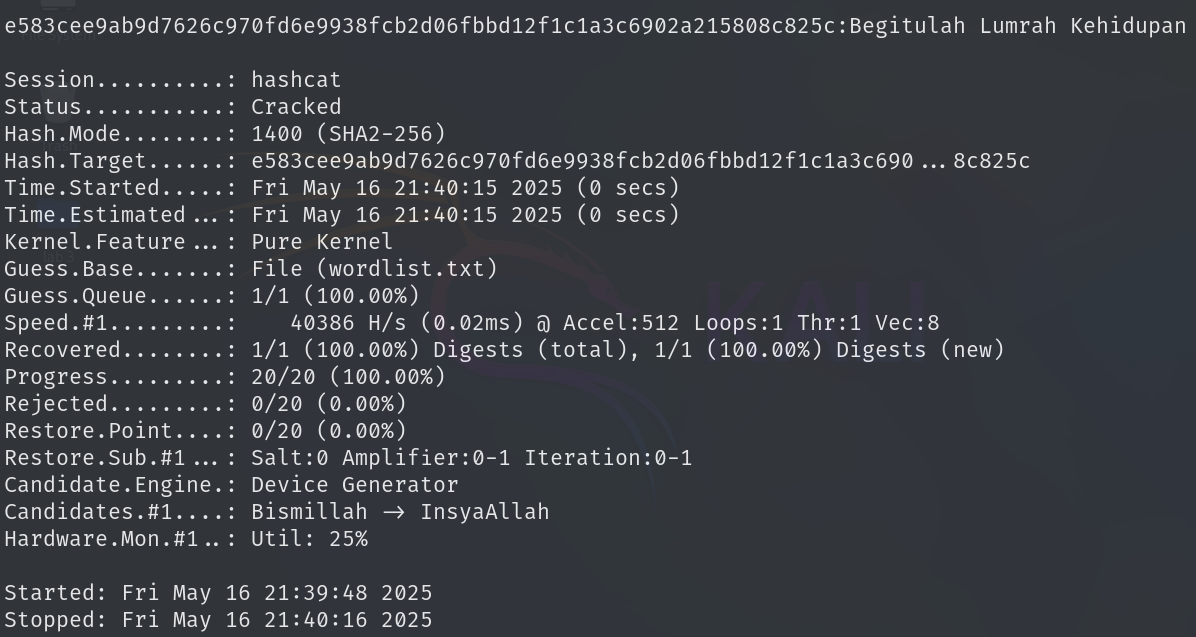 e583cee9ab9d7626c970fd6e9938fcb2d06fbbd12f1c1a3c6902a215808c825c:Begitulah Lumrah Kehidupan
Session..........: hashcat
Status...........: Cracked
Hash.Mode........: 1400 (SHA2-256)
Hash.Target......: e583cee9ab9d7626c970fd6e9938fcb2d06fbbd12f1c1a3c690...8c825c
Time.Started.....: Fri May 16 21:40:15 2025 (0 secs)
Time.Estimated...: Fri May 16 21:40:15 2025 (0 secs)
Kernel.Feature...: Pure Kernel
Guess.Base.......: File (wordlist.txt)
Guess.Queue......: 1/1 (100.00%)
Speed.#1.........:    40386 H/s (0.02ms) @ Accel:512 Loops:1 Thr:1 Vec:8
Recovered........: 1/1 (100.00%) Digests (total), 1/1 (100.00%) Digests (new)
Progress.........: 20/20 (100.00%)
Rejected.........: 0/20 (0.00%)
Restore.Point....: 0/20 (0.00%)
Restore.Sub.#1...: Salt:0 Amplifier:0-1 Iteration:0-1
Candidate.Engine.: Device Generator
Candidates.#1....: Bismillah -> InsyaAllah
Hardware.Mon.#1..: Util: 25%
Started: Fri May 16 21:39:48 2025
Stopped: Fri May 16 21:40:16 2025
KALI